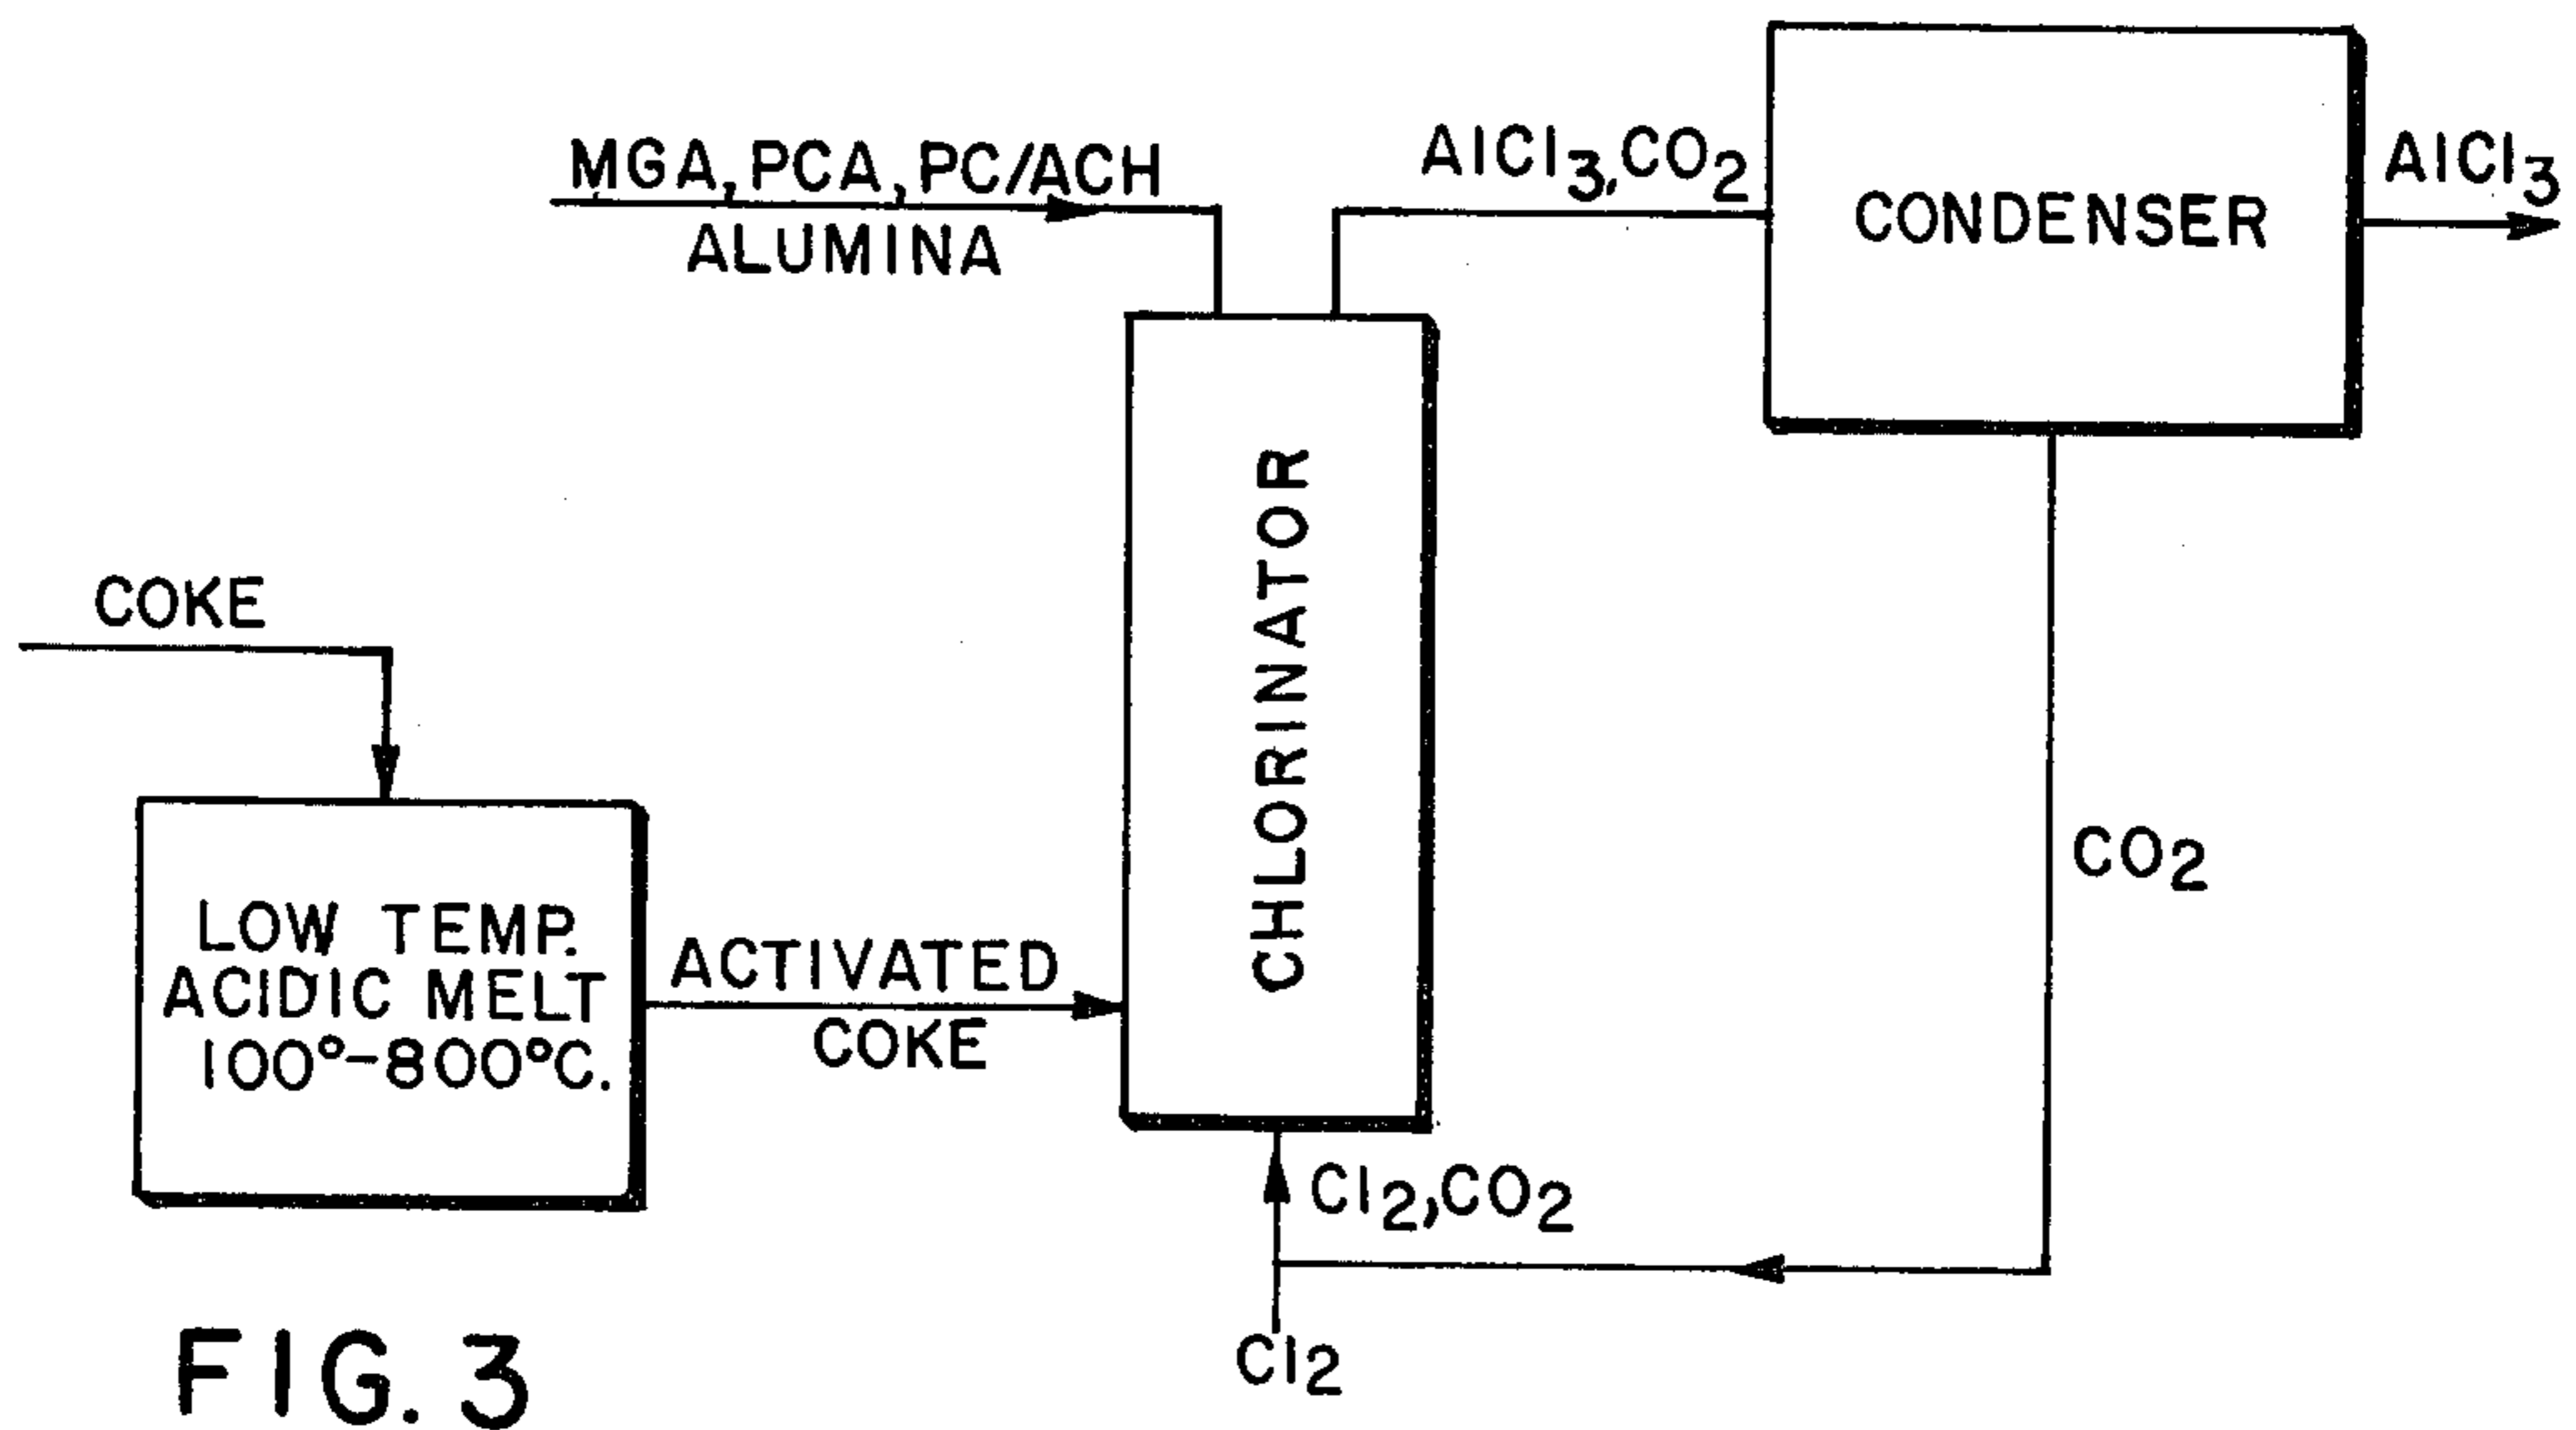 MGA, PCA, PC/ACH
ALUMINA
AlCl3, CO2
CONDENSER
AlCl3
CHLORINATOR
COKE
LOW TEMP.
ACIDIC MELT
100°-800°C.
ACTIVATED
COKE
CO2
Cl2, CO2
Cl2
FIG. 3